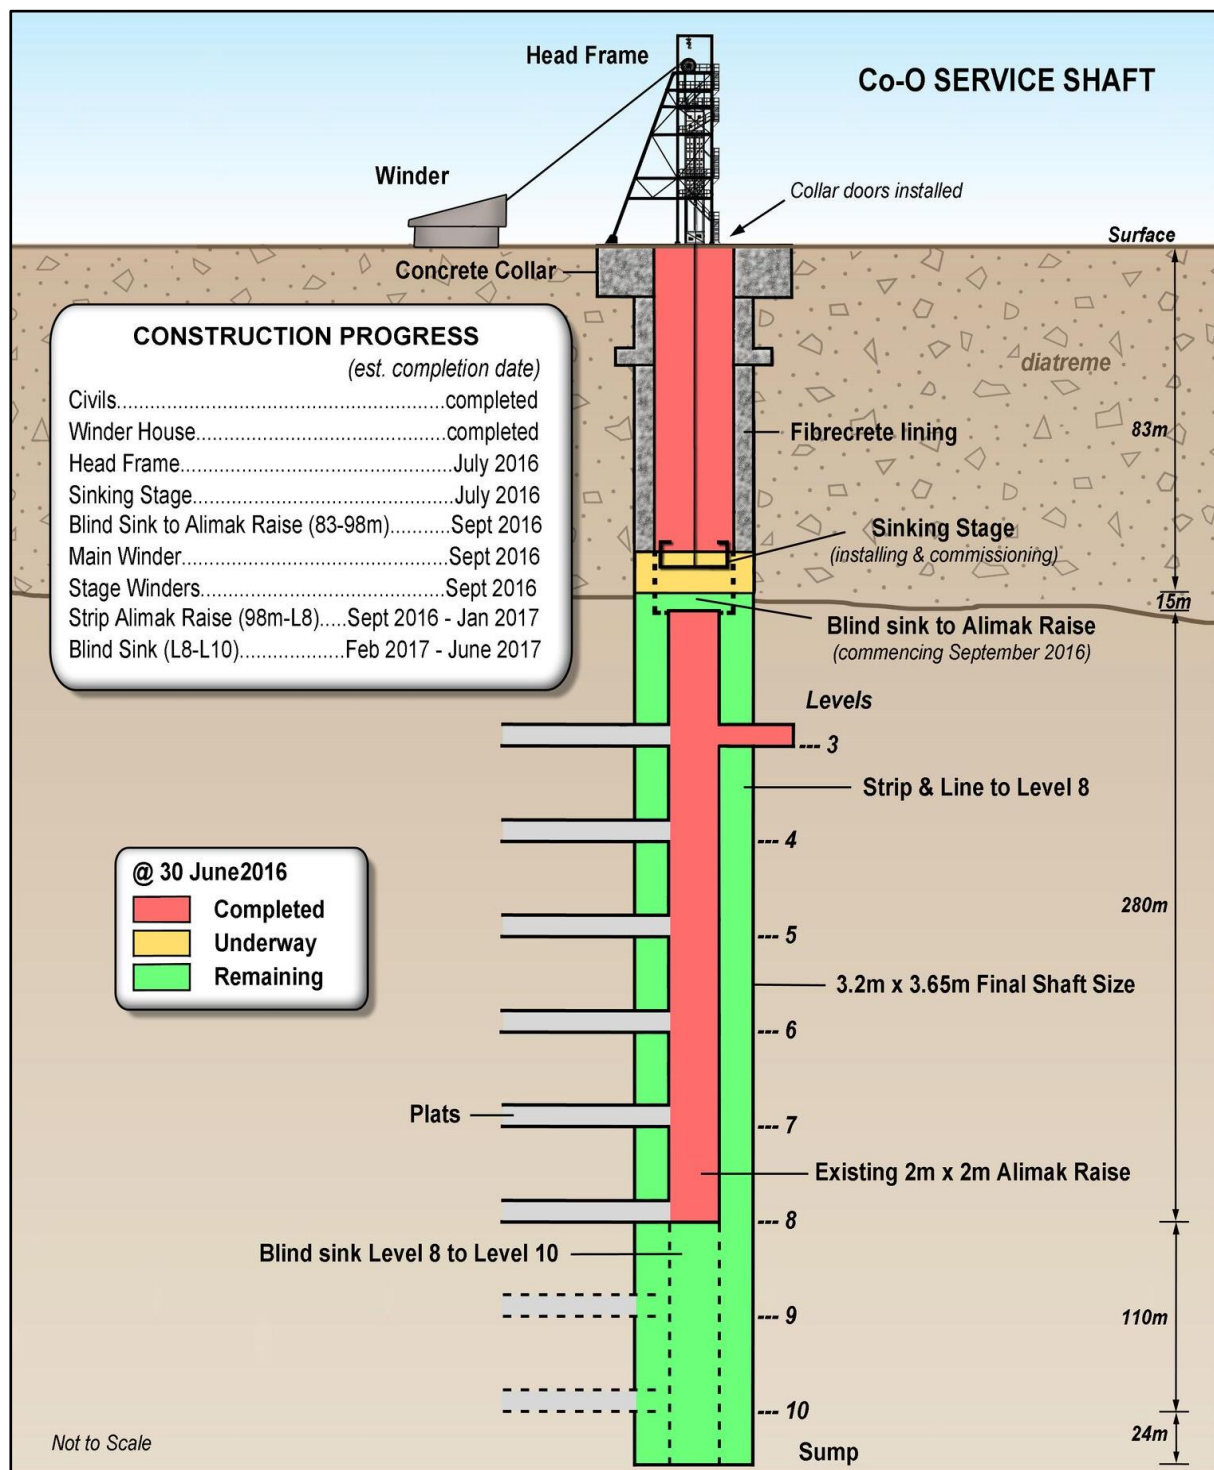 Head Frame
Co-O SERVICE SHAFT
Winder
Collar doors installed
Surface
Concrete Collar
CONSTRUCTION PROGRESS
(est. completion date)
Civils............................................................completed
Winder House.............................................completed
Head Frame.................................................July 2016
Sinking Stage...............................................July 2016
Blind Sink to Alimak Raise (83-98m)...........Sept 2016
Main Winder................................................Sept 2016
Stage Winders............................................Sept 2016
Strip Alimak Raise (98m-L8).....Sept 2016 - Jan 2017
Blind Sink (L8-L10)...................Feb 2017 - June 2017
diatreme
Fibrecrete lining
83m
Sinking Stage
(installing & commissioning)
15m
Blind sink to Alimak Raise
(commencing September 2016)
Levels
--- 3
Strip & Line to Level 8
--- 4
@ 30 June2016
Completed
Underway
Remaining
280m
--- 5
3.2m x 3.65m Final Shaft Size
--- 6
Plats
--- 7
Existing 2m x 2m Alimak Raise
--- 8
Blind sink Level 8 to Level 10
--- 9
110m
--- 10
24m
Not to Scale
Sump